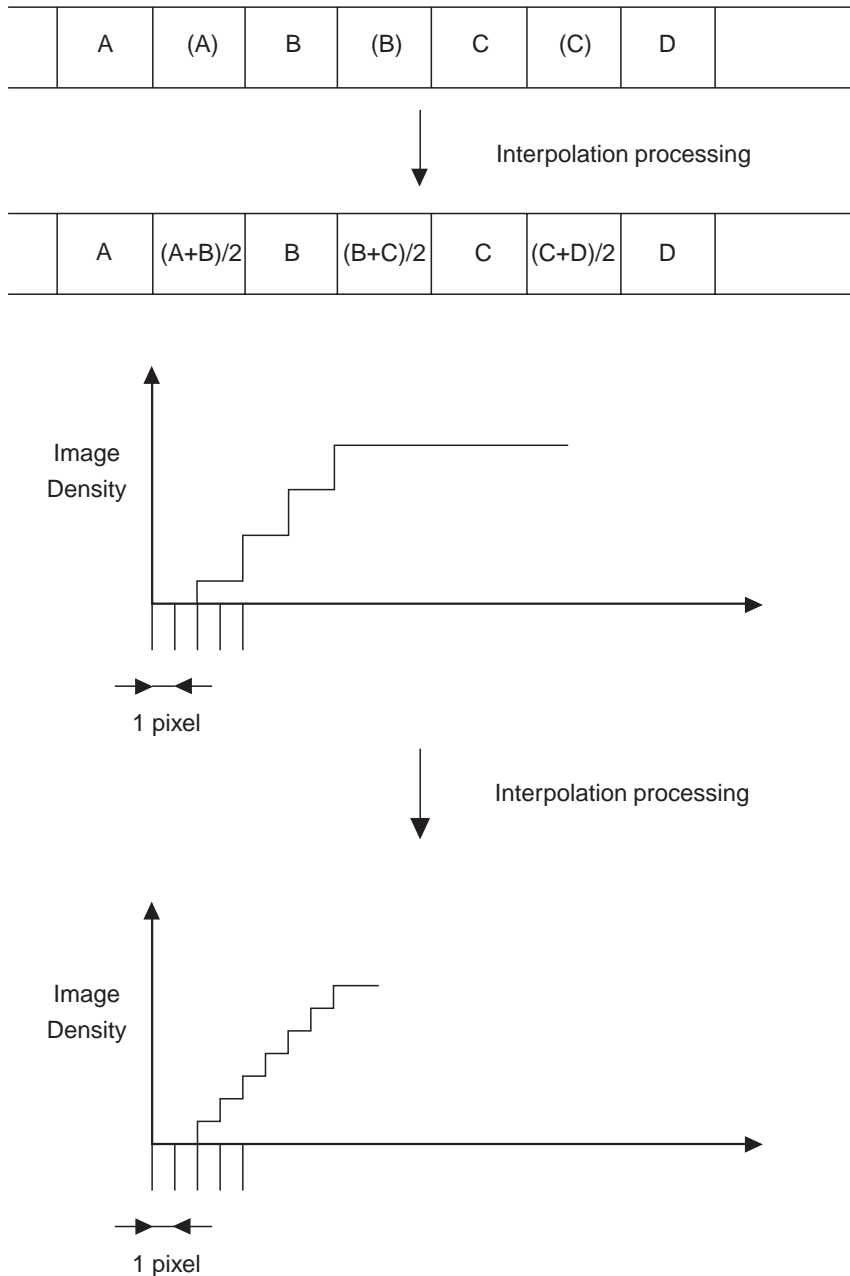 A (A) B (B) C (C) D
Interpolation processing
A (A+B)/2 B (B+C)/2 C (C+D)/2 D
Image
Density
1 pixel
Interpolation processing
Image
Density
1 pixel